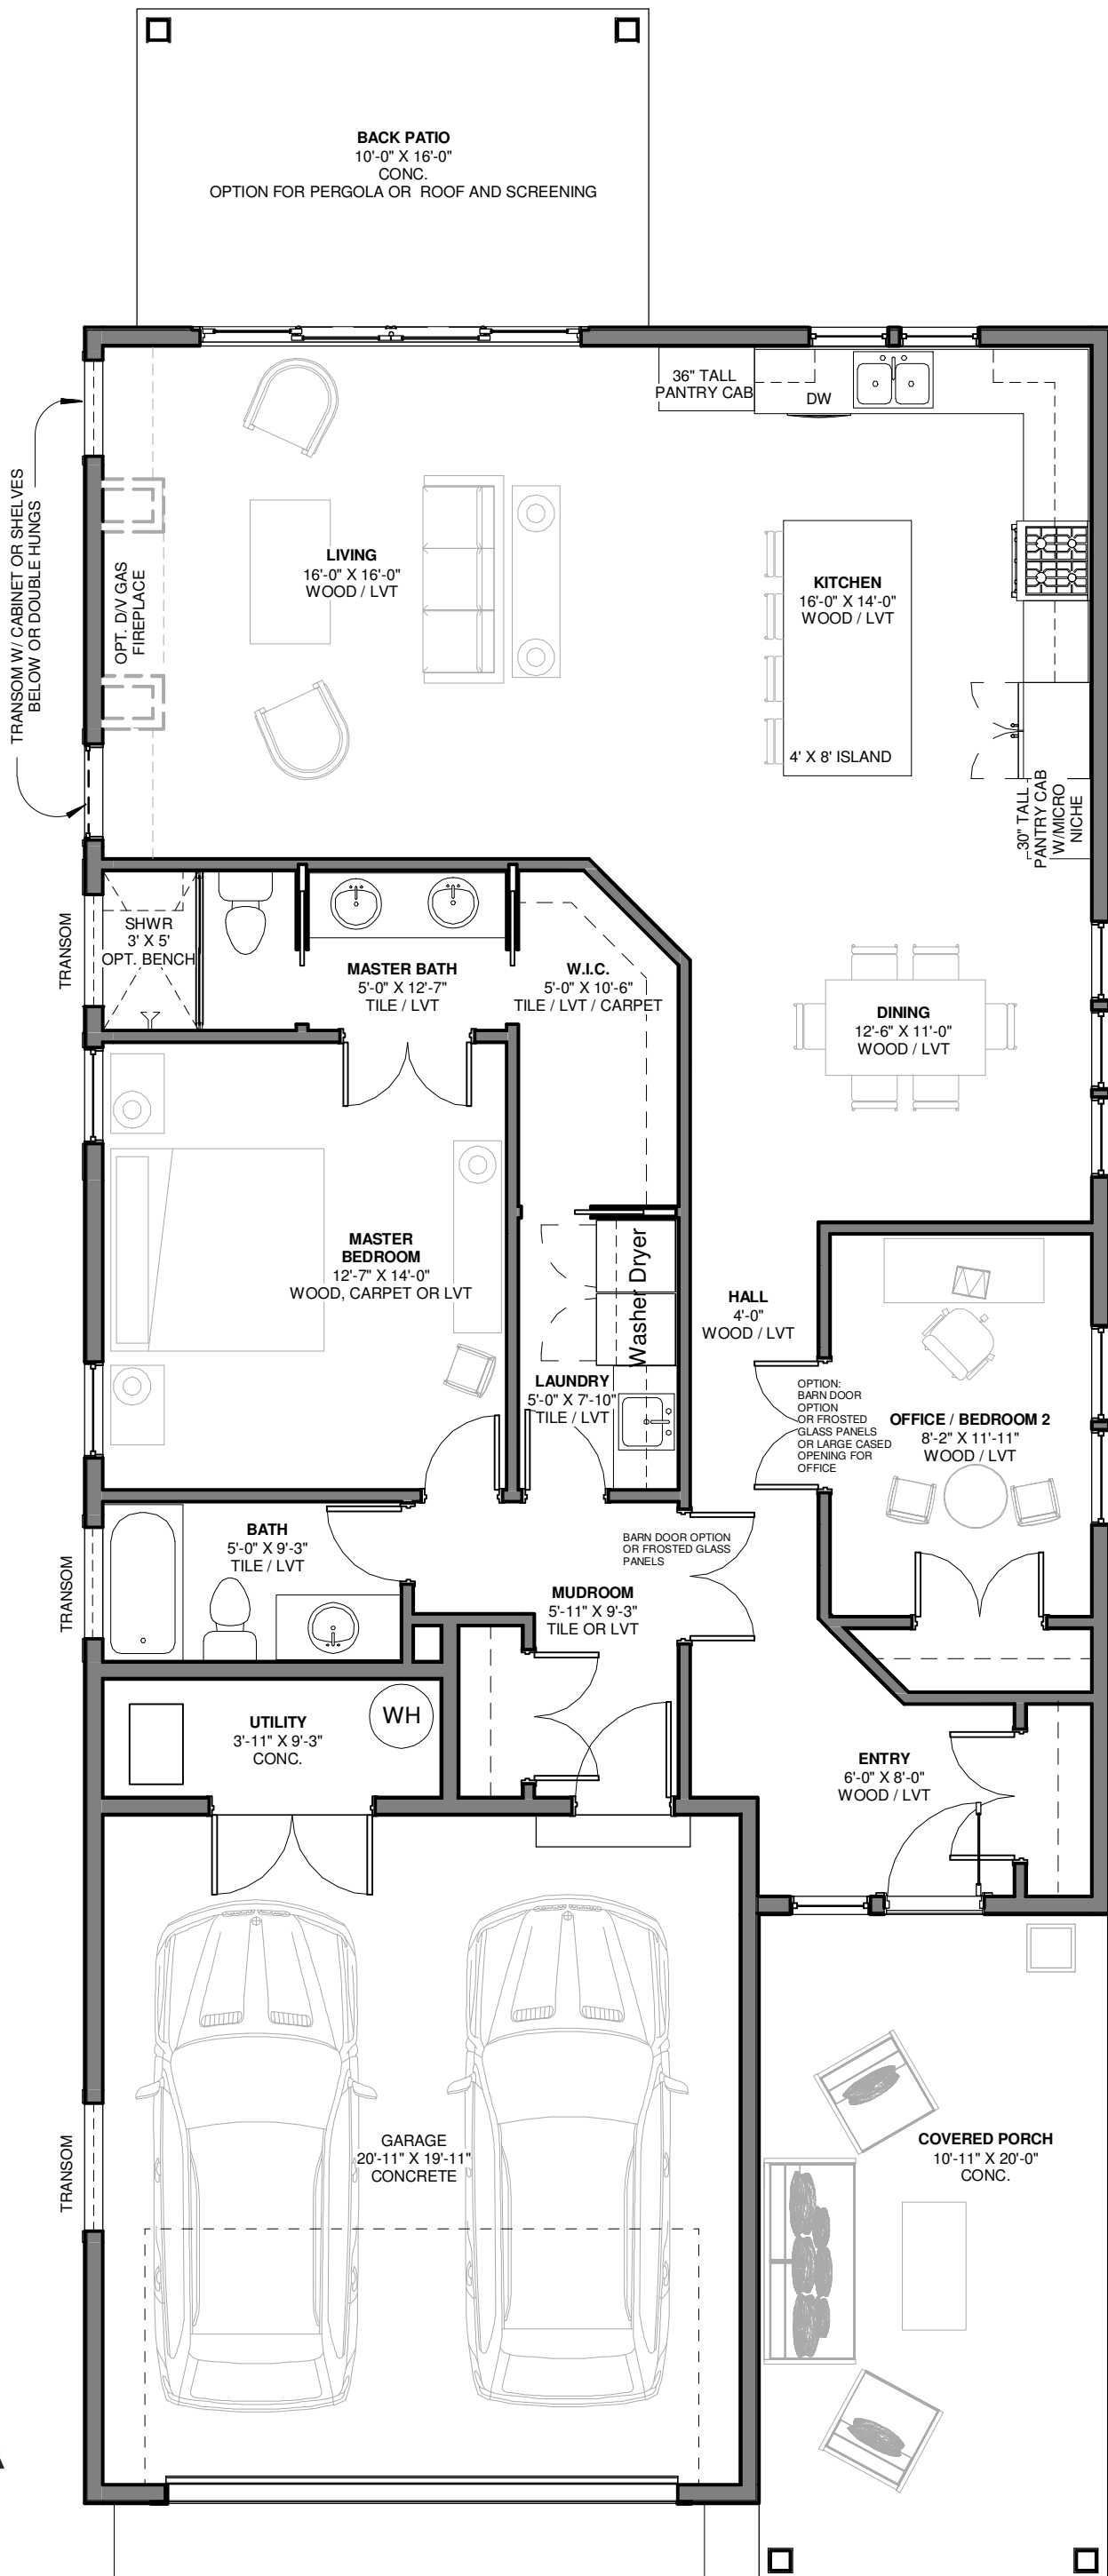 BACK PATIO
10'-0" X 16'-0"
CONC.
OPTION FOR PERGOLA OR ROOF AND SCREENING
36" TALL
PANTRY CAB
DW
TRANSOM W/ CABINET OR SHELVES
BELOW OR DOUBLE HUNGS
OPT. D/V GAS
FIREPLACE
LIVING
16'-0" X 16'-0"
WOOD / LVT
KITCHEN
16'-0" X 14'-0"
WOOD / LVT
4' X 8' ISLAND
30" TALL
PANTRY CAB
W/MICRO
NICHE
TRANSOM
SHWR
3' X 5'
OPT. BENCH
MASTER BATH
5'-0" X 12'-7"
TILE / LVT
W.I.C.
5'-0" X 10'-6"
TILE / LVT / CARPET
DINING
12'-6" X 11'-0"
WOOD / LVT
MASTER
BEDROOM
12'-7" X 14'-0"
WOOD, CARPET OR LVT
Washer Dryer
HALL
4'-0"
WOOD / LVT
LAUNDRY
5'-0" X 7'-10"
TILE / LVT
OPTION:
BARN DOOR
OPTION
OR FROSTED
GLASS PANELS
OR LARGE CASED
OPENING FOR
OFFICE
OFFICE / BEDROOM 2
8'-2" X 11'-11"
WOOD / LVT
TRANSOM
BATH
5'-0" X 9'-3"
TILE / LVT
BARN DOOR OPTION
OR FROSTED GLASS
PANELS
MUDROOM
5'-11" X 9'-3"
TILE OR LVT
UTILITY
3'-11" X 9'-3"
CONC.
WH
ENTRY
6'-0" X 8'-0"
WOOD / LVT
TRANSOM
GARAGE
20'-11" X 19'-11"
CONCRETE
COVERED PORCH
10'-11" X 20'-0"
CONC.